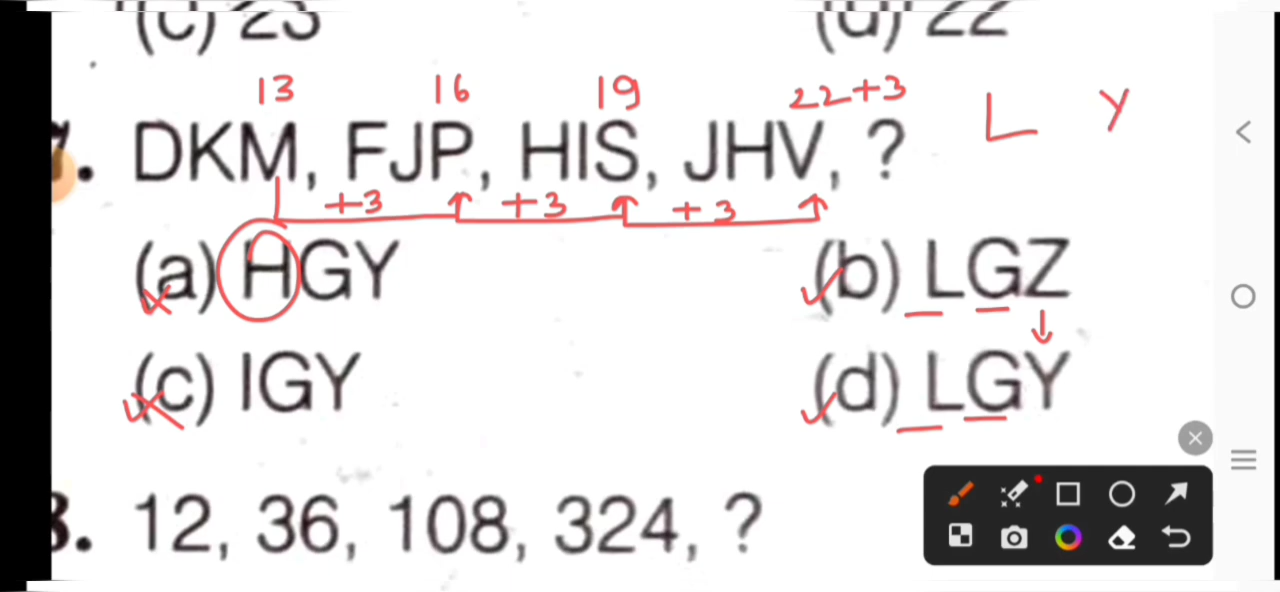 (c) 23 (d) 22
13 16 19 22+3
7. DKM, FJP, HIS, JHV, ? L Y
+3 +3 +3
(a) HGY (b) LGZ
(c) IGY (d) LGY
8. 12, 36, 108, 324, ?